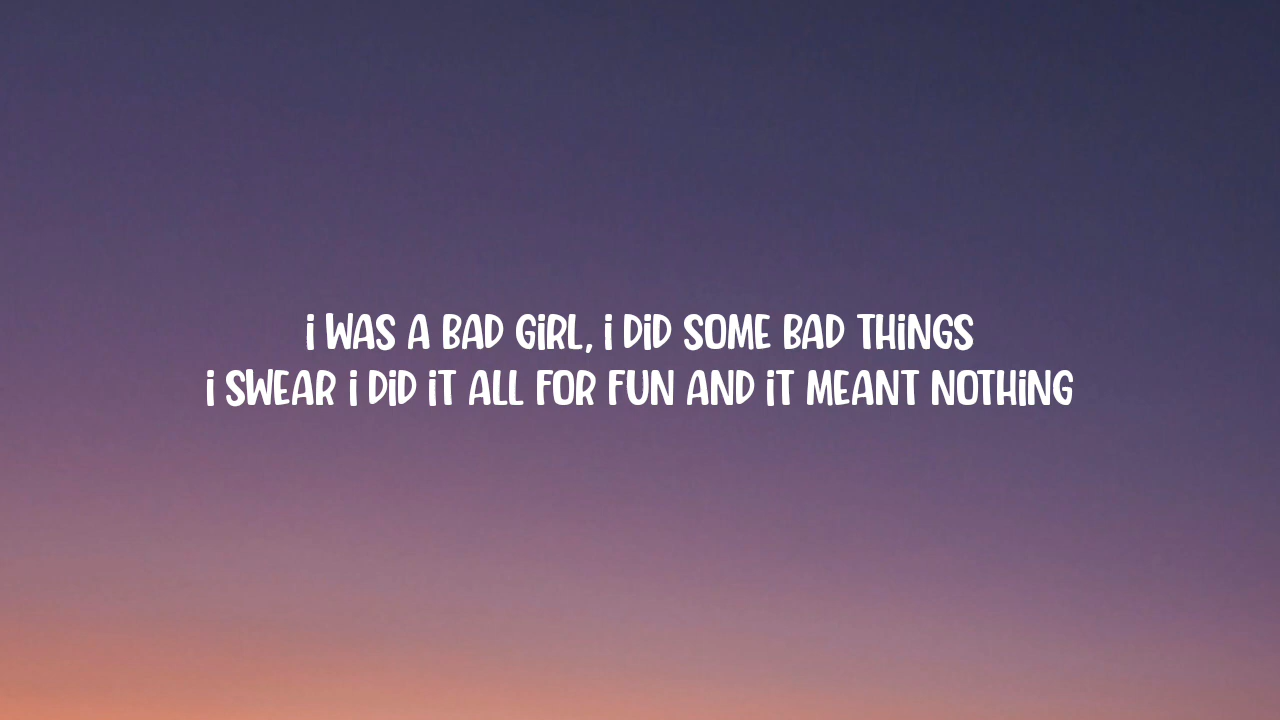 i WAS A BAD GiRL, i DiD SOME BAD THiNGS
i SWEAR i DiD iT ALL FOR FUN AND iT MEANT NOTHiNG